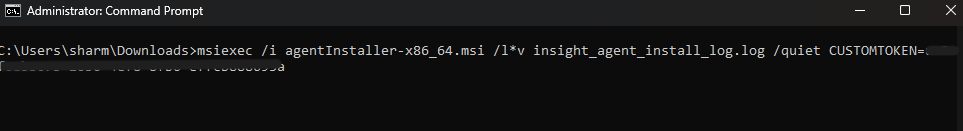 Administrator: Command Prompt
C:\Users\sharm\Downloads>msiexec /i agentInstaller-x86_64.msi /l*v insight_agent_install_log.log /quiet CUSTOMTOKEN=